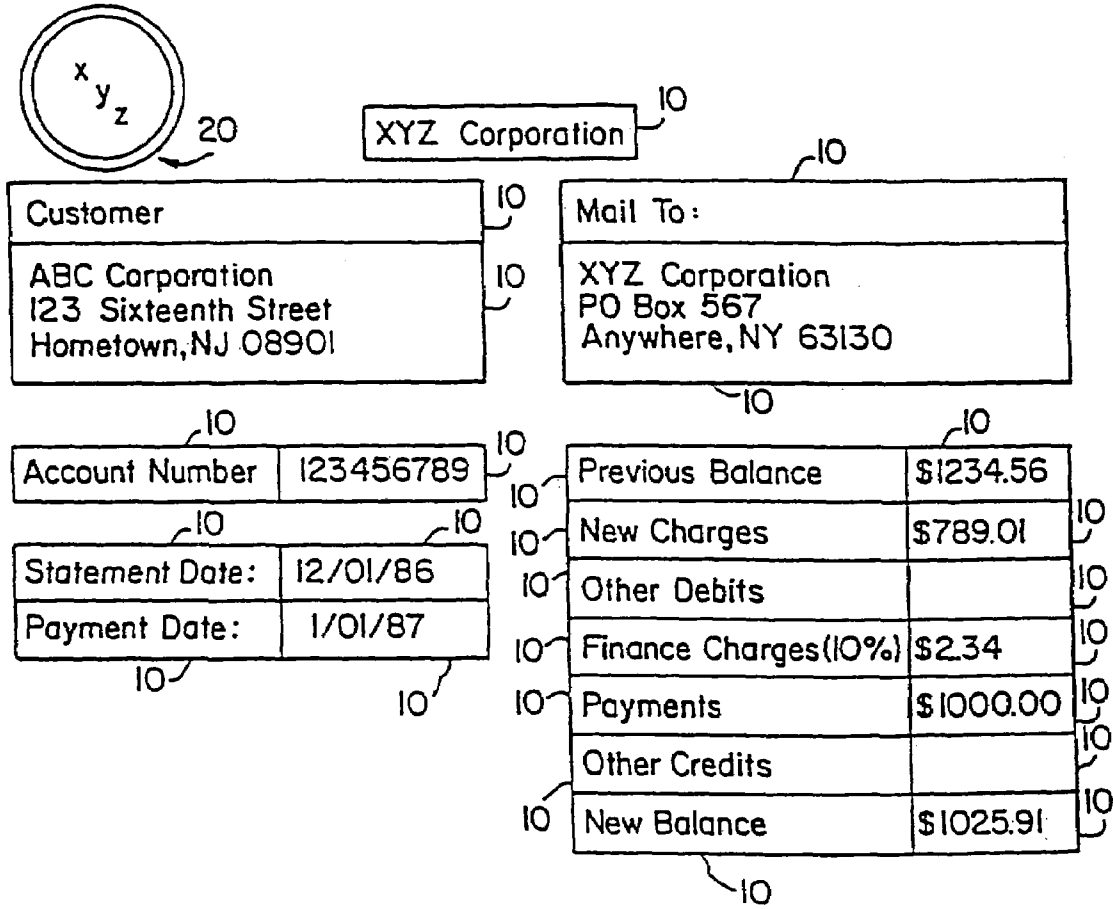 x
y
z
20
XYZ Corporation
10
10
Customer
10
ABC Corporation
123 Sixteenth Street
Hometown, NJ 08901
10
Mail To:
XYZ Corporation
PO Box 567
Anywhere, NY 63130
10
10
Account Number 123456789
10
10 10
Statement Date: 12/01/86
Payment Date: 1/01/87
10 10
10
10 Previous Balance $1234.56
10 New Charges $789.01 10
10 Other Debits 10
10 Finance Charges(10%) $2.34 10
10 Payments $1000.00 10
Other Credits 10
10 New Balance $1025.91 10
10